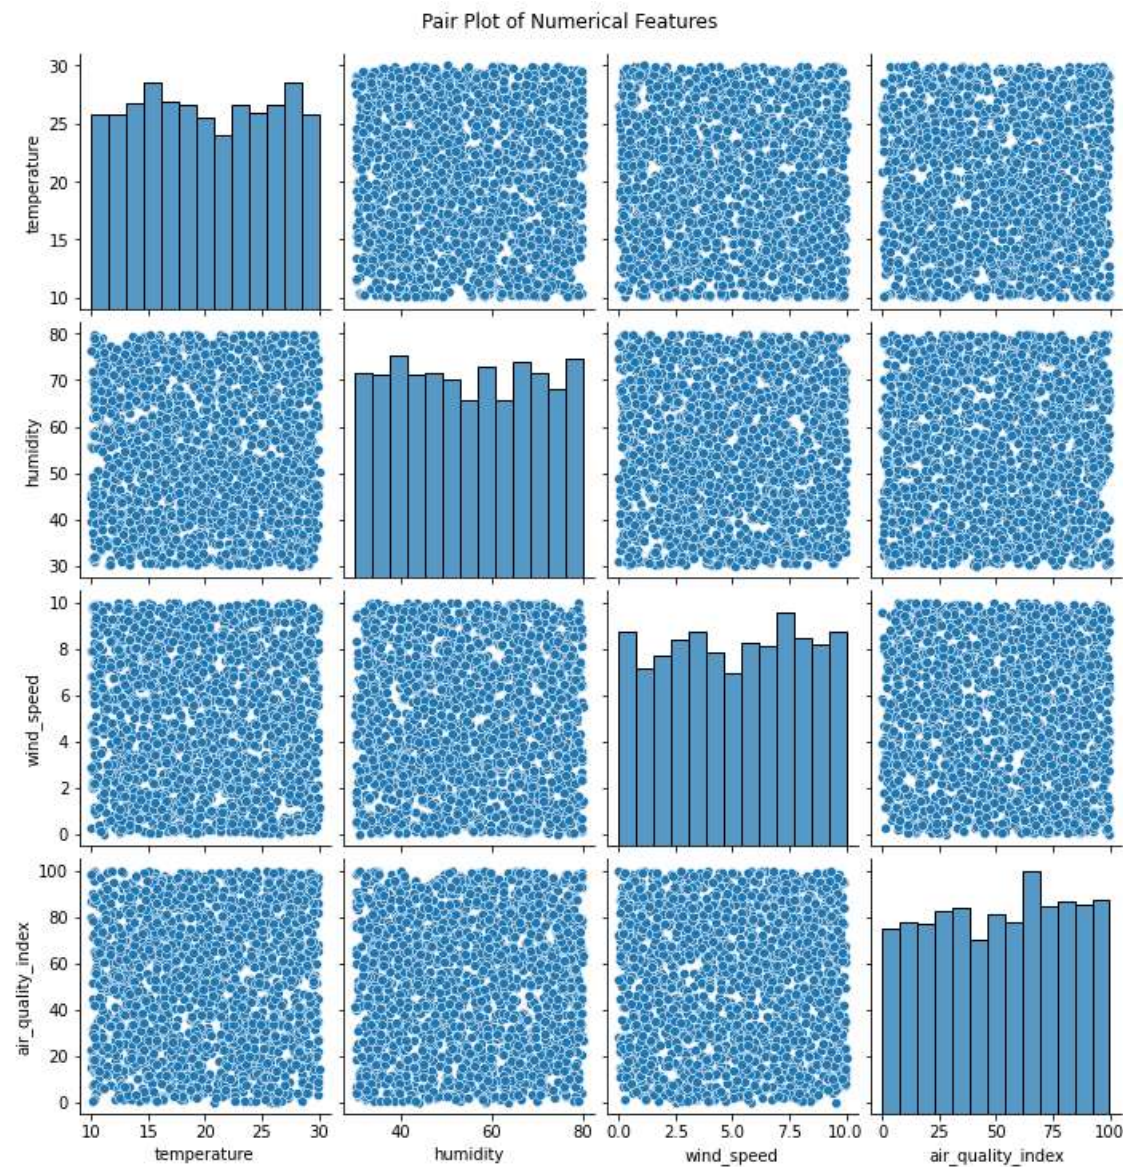 Pair Plot of Numerical Features
30
25
20
15
10
temperature
80
70
60
50
40
30
humidity
10
8
6
4
2
0
wind_speed
100
80
60
40
20
0
air_quality_index
10 15 20 25 30
temperature
40 60 80
humidity
0.0 2.5 5.0 7.5 10.0
wind_speed
0 25 50 75 100
air_quality_index